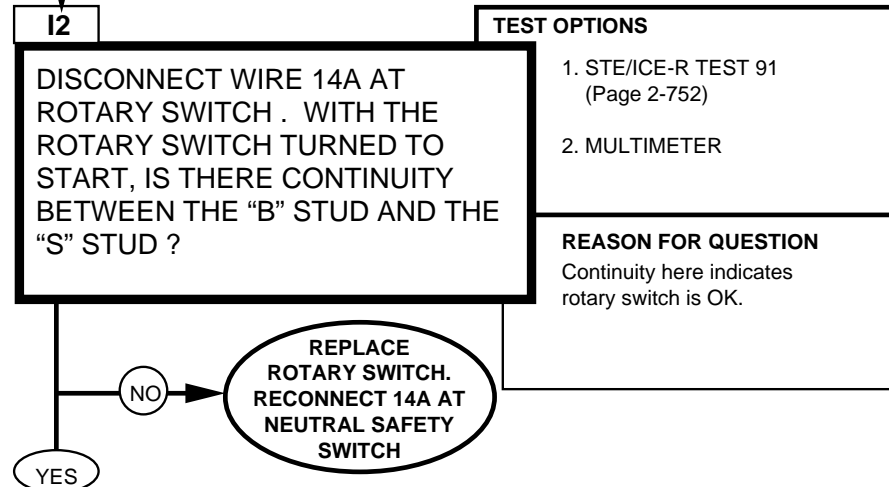 I2
DISCONNECT WIRE 14A AT
ROTARY SWITCH . WITH THE
ROTARY SWITCH TURNED TO
START, IS THERE CONTINUITY
BETWEEN THE “B” STUD AND THE
“S” STUD ?
TEST OPTIONS
1. STE/ICE-R TEST 91
(Page 2-752)
2. MULTIMETER
REASON FOR QUESTION
Continuity here indicates
rotary switch is OK.
NO
REPLACE
ROTARY SWITCH.
RECONNECT 14A AT
NEUTRAL SAFETY
SWITCH
YES